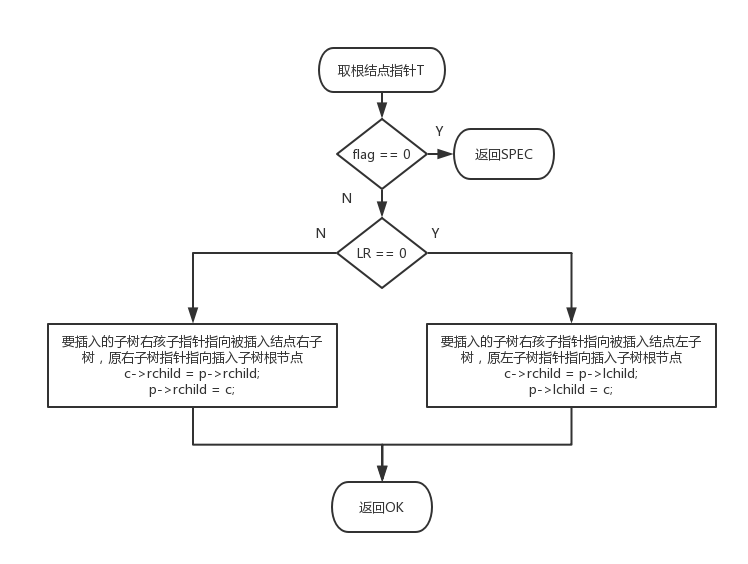 取根结点指针T
Y
flag == 0
返回SPEC
N
N
Y
LR == 0
要插入的子树右孩子指针指向被插入结点右子
树，原右子树指针指向插入子树根节点
c->rchild = p->rchild;
p->rchild = c;
要插入的子树右孩子指针指向被插入结点左子
树，原左子树指针指向插入子树根节点
c->rchild = p->lchild;
p->lchild = c;
返回OK